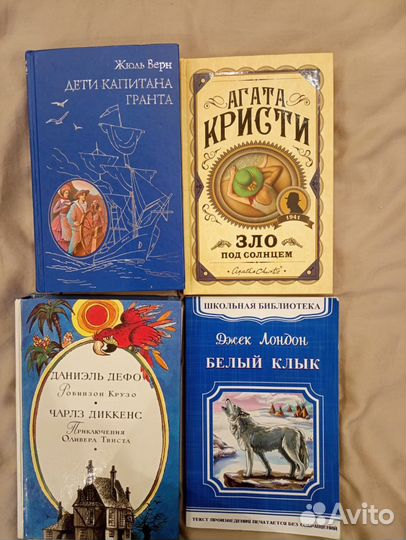 Жюль Верн
ДЕТИ КАПИТАНА
ГРАНТА
АГАТА
КРИСТИ
1941
ЗЛО
ПОД СОЛНЦЕМ
Agatha Christie
ДАНИЭЛЬ ДЕФО
Робинзон Крузо
ЧАРЛЗ ДИККЕНС
Приключения
Оливера Твиста
ШКОЛЬНАЯ БИБЛИОТЕКА
Джек Лондон
БЕЛЫЙ КЛЫК
ТЕКСТ ПРОИЗВЕДЕНИЯ ПЕЧАТАЕТСЯ БЕЗ СОКРАЩЕНИЙ
Avito